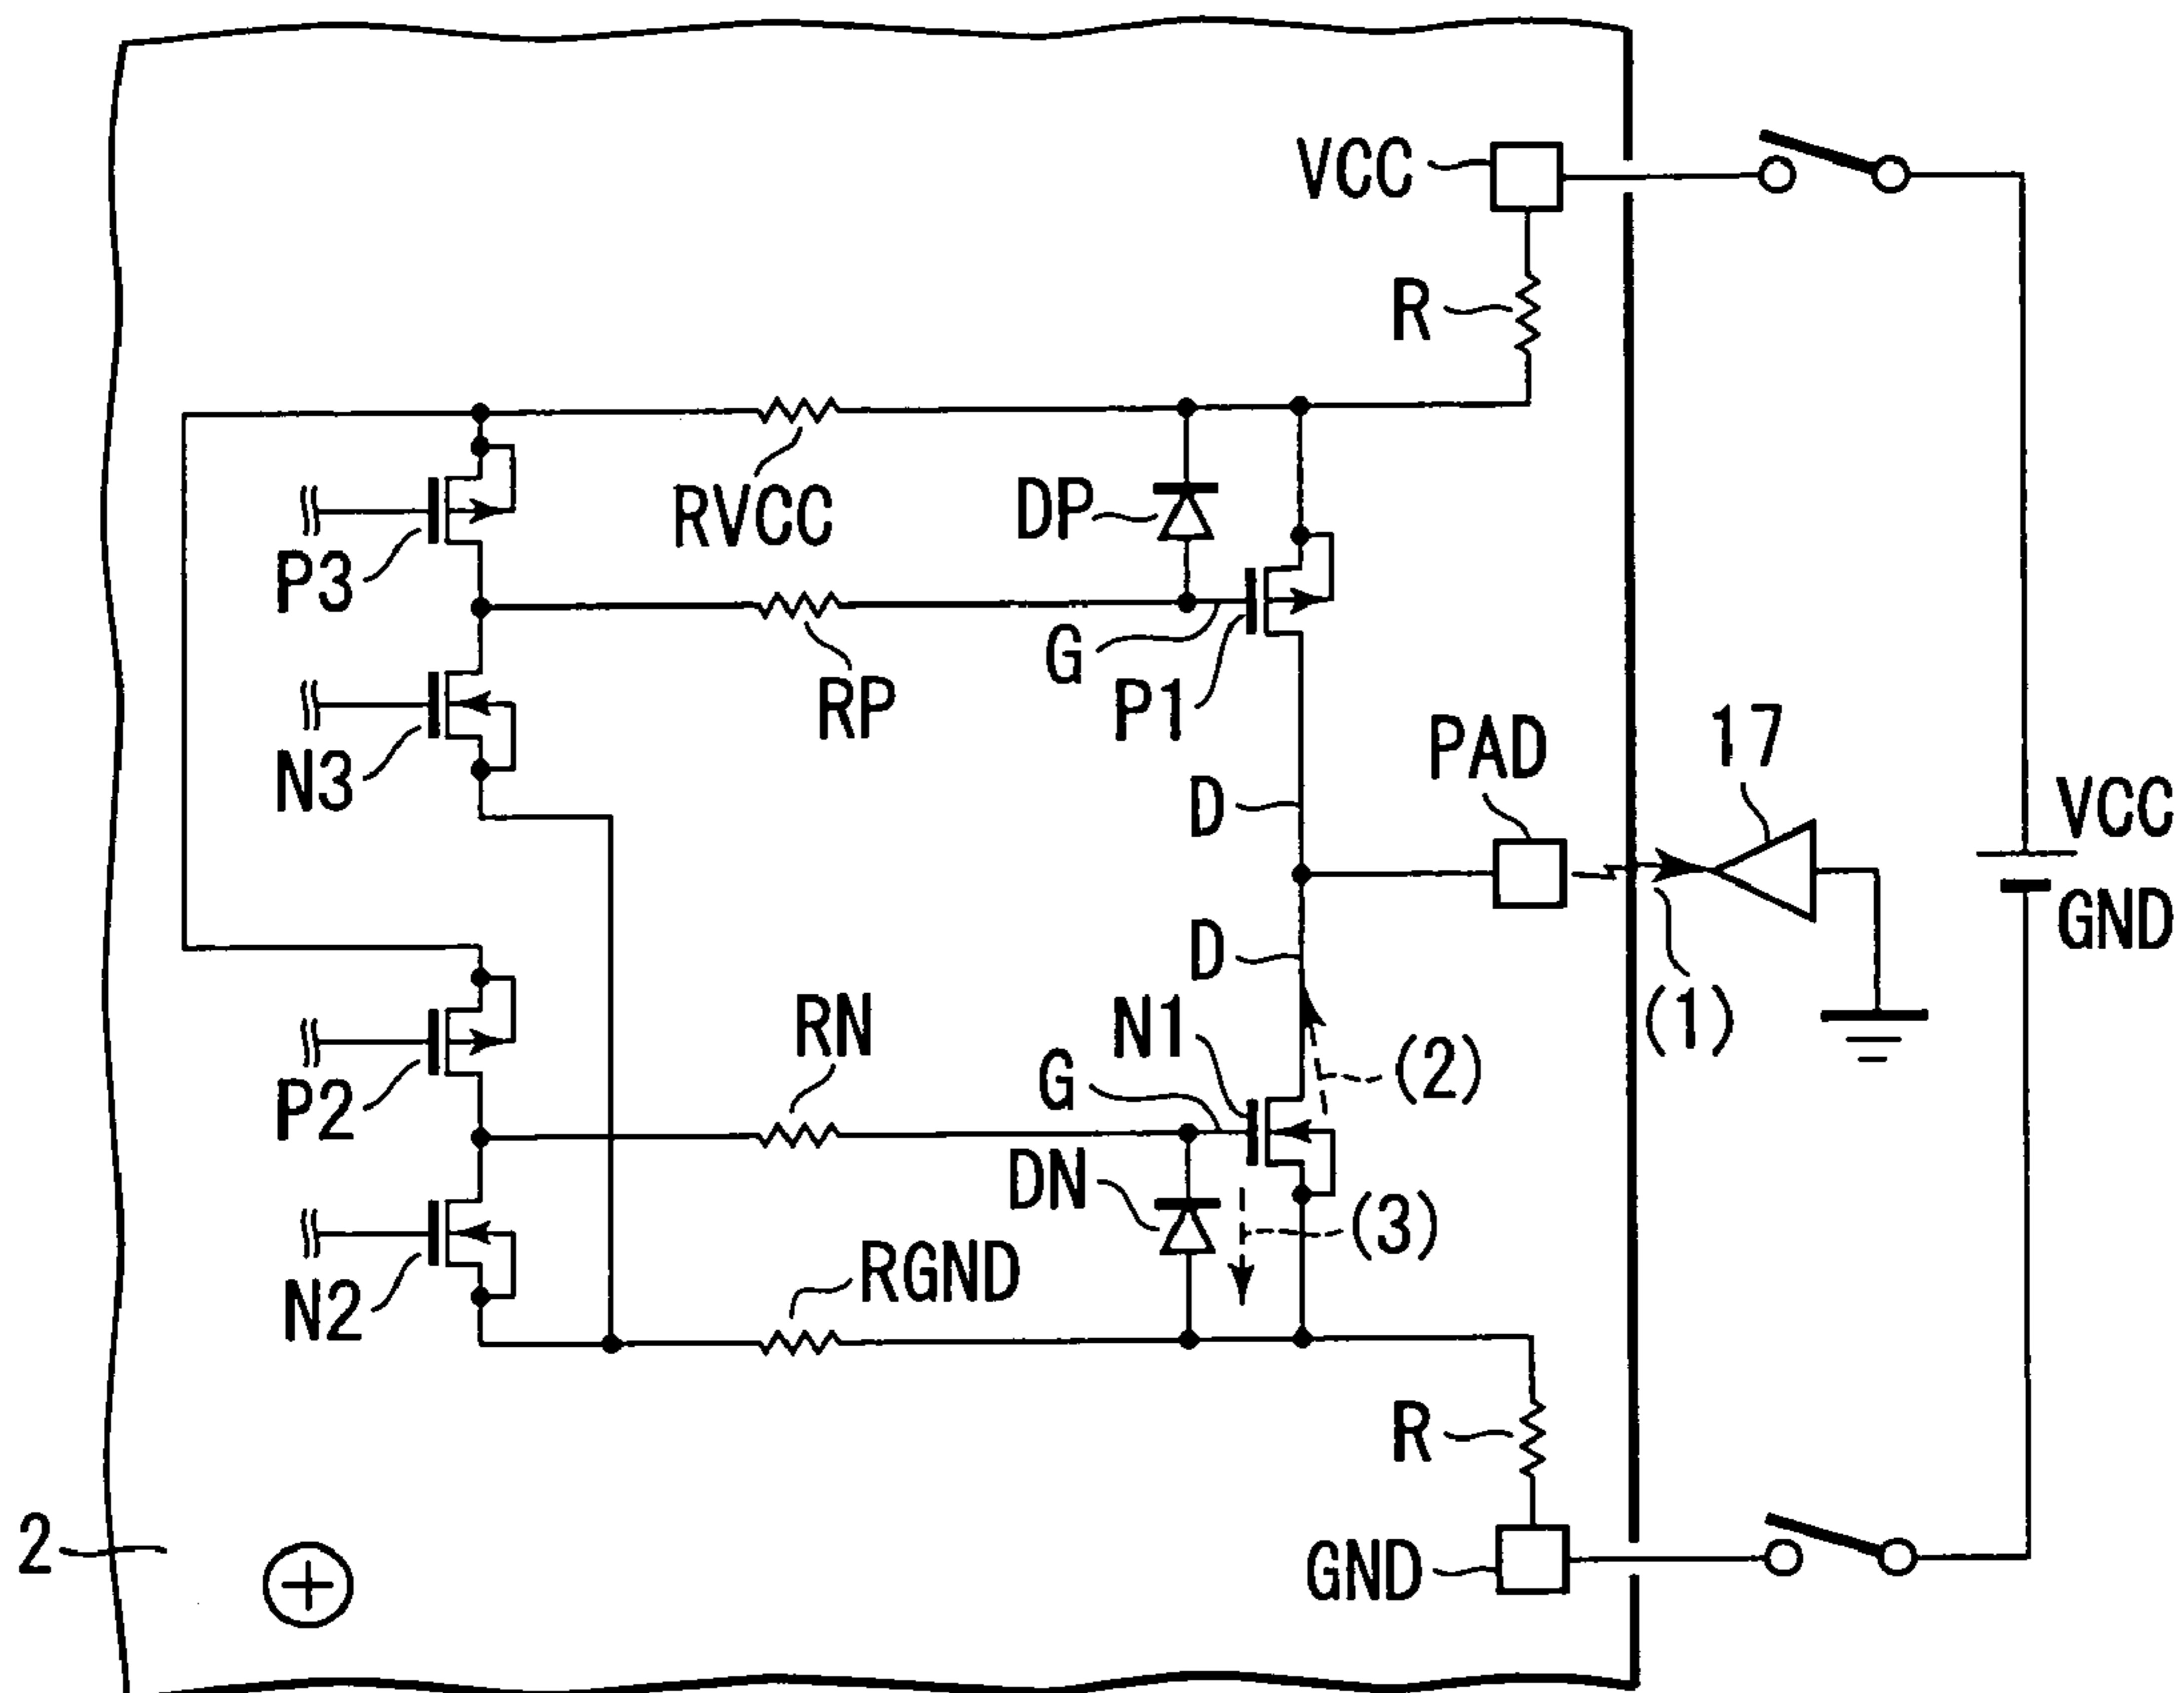 VCC
R
RVCC
DP
P3
G
RP
P1
N3
PAD
17
D
VCC
GND
D
(1)
RN
N1
(2)
G
P2
DN
(3)
RGND
N2
R
2
GND